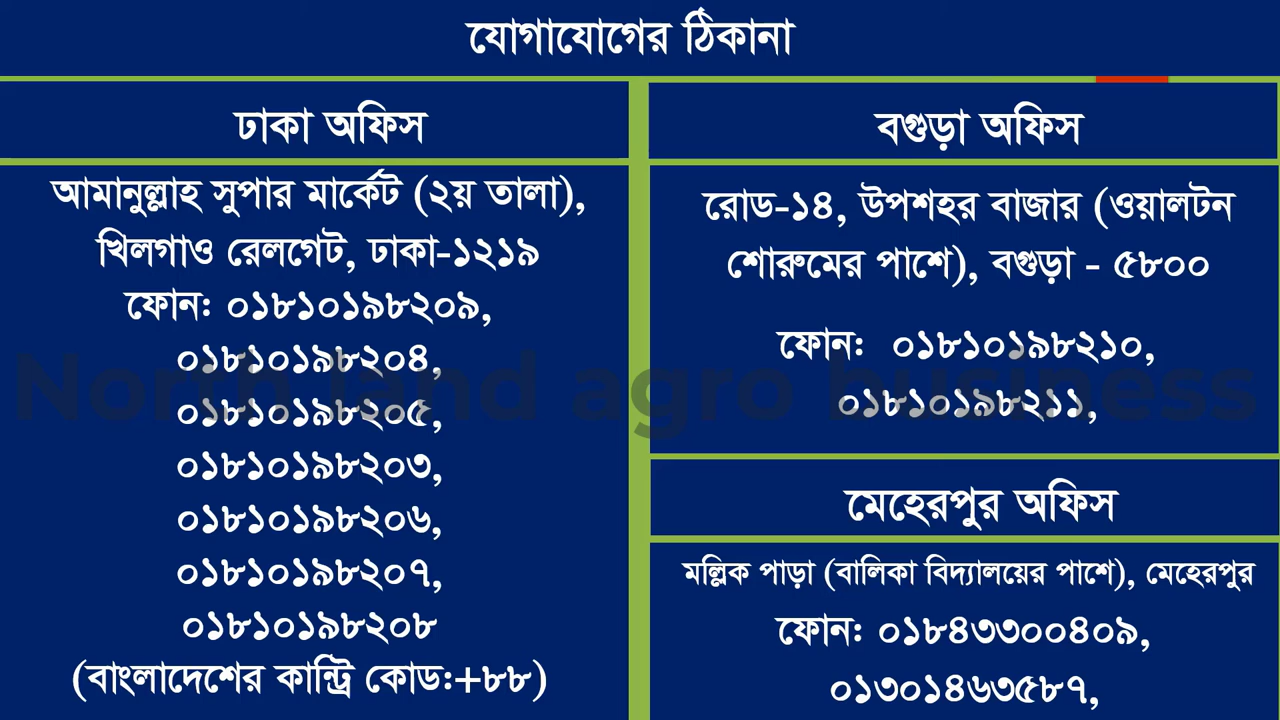 যোগাযোগের ঠিকানা
ঢাকা অফিস
আমানুল্লাহ সুপার মার্কেট (২য় তালা),
খিলগাও রেলগেট, ঢাকা-১২১৯
ফোন: ০১৮১০১৯৮২০৯,
০১৮১০১৯৮২০৪,
০১৮১০১৯৮২০৫,
০১৮১০১৯৮২০৩,
০১৮১০১৯৮২০৬,
০১৮১০১৯৮২০৭,
০১৮১০১৯৮২০৮
(বাংলাদেশের কান্ট্রি কোড:+৮৮)
বগুড়া অফিস
রোড-১৪, উপশহর বাজার (ওয়ালটন
শোরুমের পাশে), বগুড়া - ৫৮০০
ফোন: ০১৮১০১৯৮২১০,
০১৮১০১৯৮২১১,
মেহেরপুর অফিস
মল্লিক পাড়া (বালিকা বিদ্যালয়ের পাশে), মেহেরপুর
ফোন: ০১৮৪৩৩০০৪০৯,
০১৩০১৪৬৩৫৮৭,
North land agro business